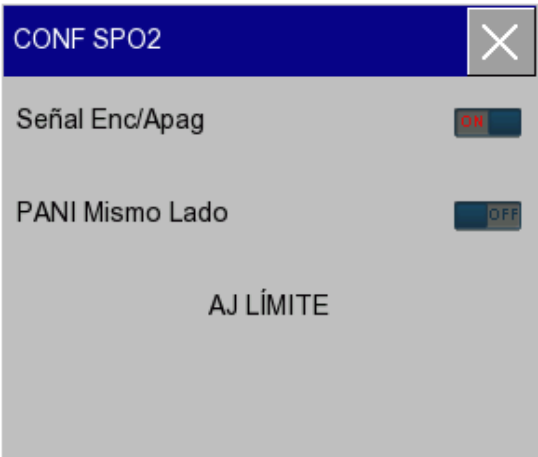 CONF SPO2
Señal Enc/Apag
ON
PANI Mismo Lado
OFF
AJ LÍMITE